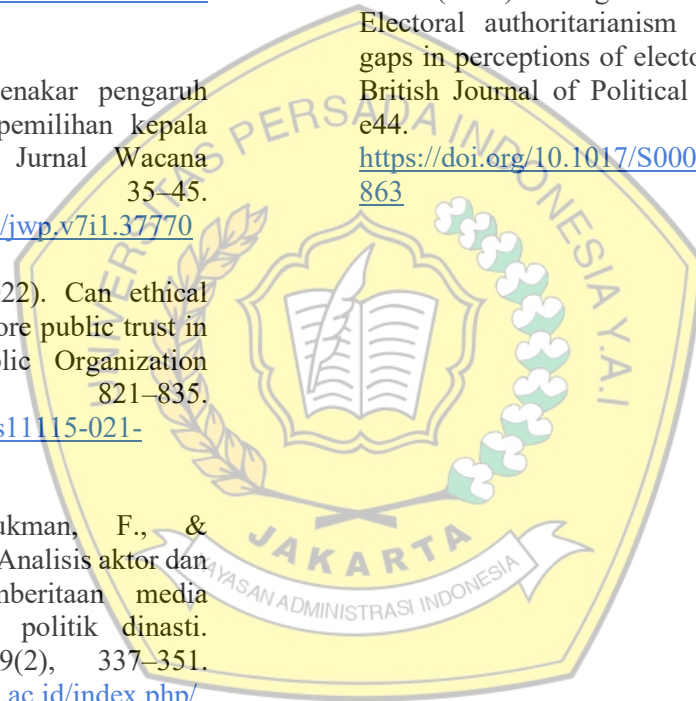 enakar pengaruh
pemilihan kepala
Jurnal Wacana
35–45.
/jwp.v7i1.37770
022). Can ethical
ore public trust in
olic Organization
821–835.
s11115-021-
ukman, F., &
Analisis aktor dan
mberitaan media
politik dinasti.
9(2), 337–351.
ac.id/index.php/
Electoral authoritarianism
gaps in perceptions of electo
British Journal of Political
e44.
https://doi.org/10.1017/S000
863
UNIVERSITAS PERSADA INDONESIA Y.A.I
JAKARTA
YAYASAN ADMINISTRASI INDONESIA